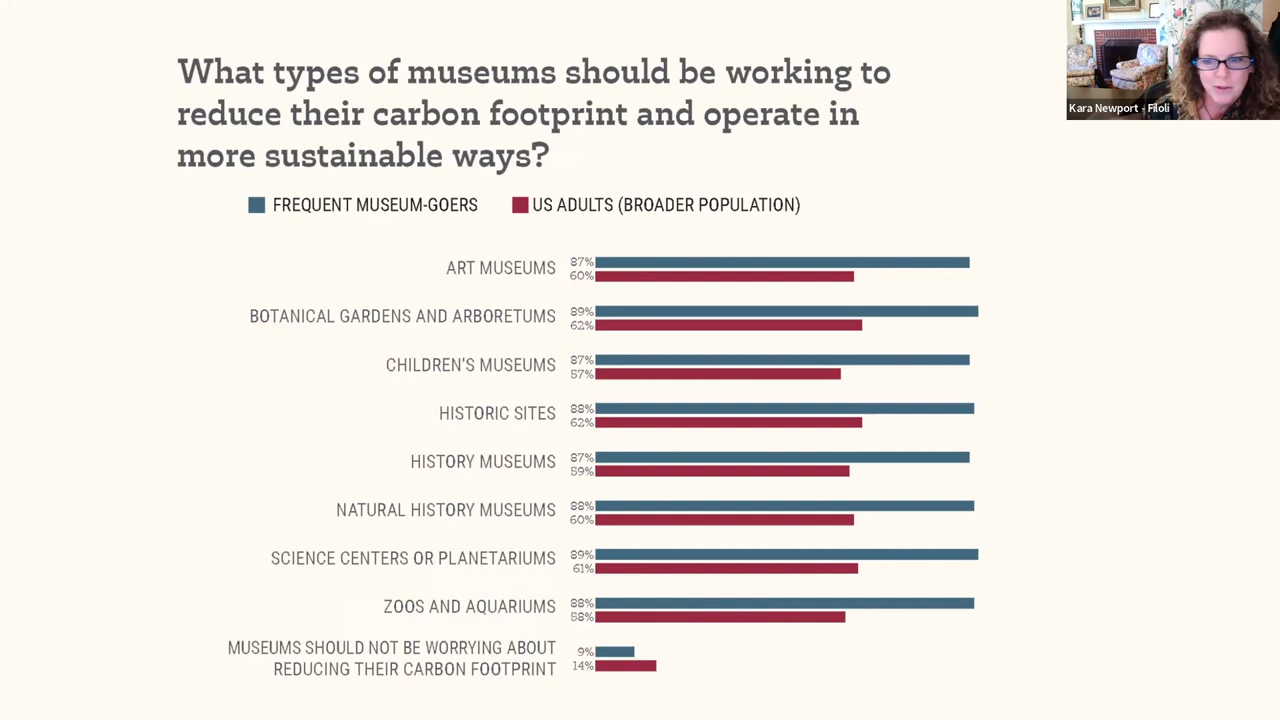 What types of museums should be working to
reduce their carbon footprint and operate in
more sustainable ways?
Kara Newport - Filoli
FREQUENT MUSEUM-GOERS
US ADULTS (BROADER POPULATION)
ART MUSEUMS
87%
60%
BOTANICAL GARDENS AND ARBORETUMS
89%
62%
CHILDREN'S MUSEUMS
87%
57%
HISTORIC SITES
88%
62%
HISTORY MUSEUMS
87%
59%
NATURAL HISTORY MUSEUMS
88%
60%
SCIENCE CENTERS OR PLANETARIUMS
89%
61%
ZOOS AND AQUARIUMS
88%
58%
MUSEUMS SHOULD NOT BE WORRYING ABOUT
REDUCING THEIR CARBON FOOTPRINT
9%
14%